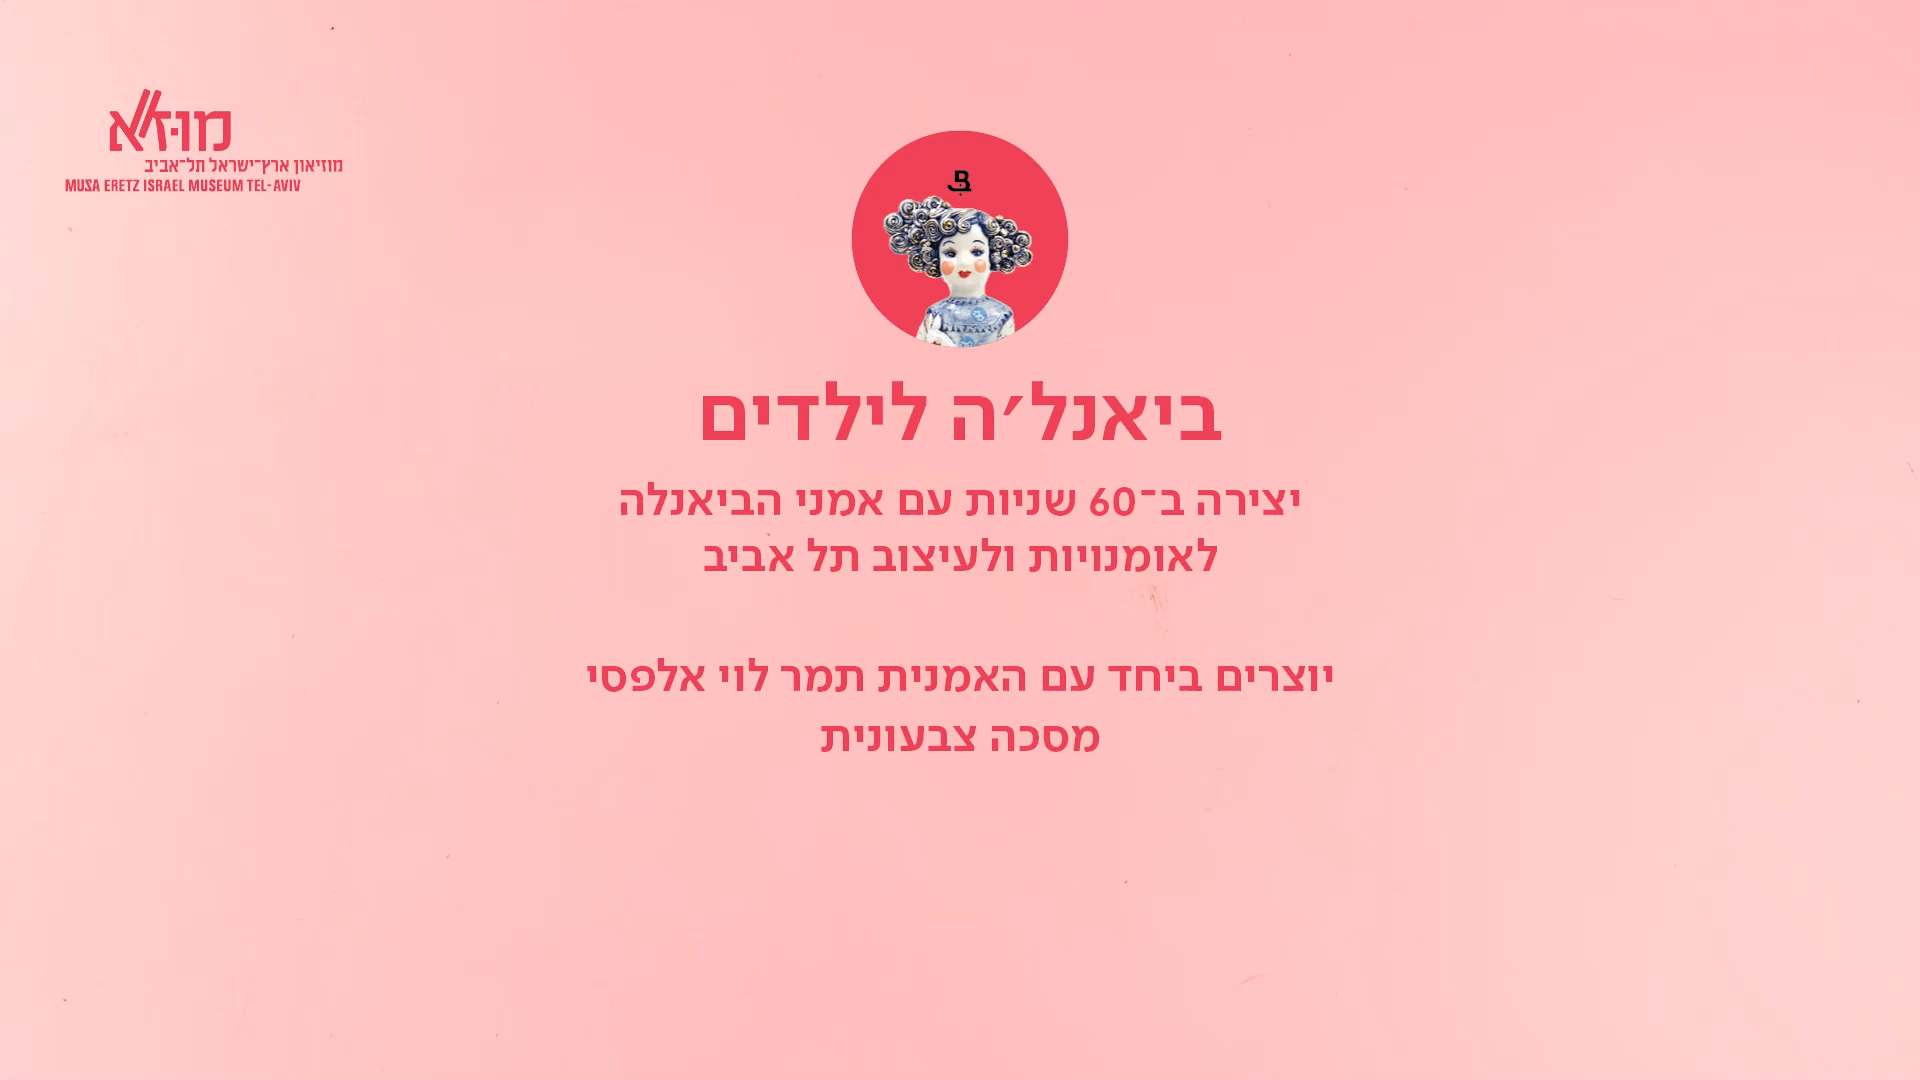 מוזא
מוזיאון ארץ־ישראל תל־אביב
MUZA ERETZ ISRAEL MUSEUM TEL-AVIV
B
ביאנל׳ה לילדים
יצירה ב־60 שניות עם אמני הביאנלה
לאומנויות ולעיצוב תל אביב
יוצרים ביחד עם האמנית תמר לוי אלפסי
מסכה צבעונית